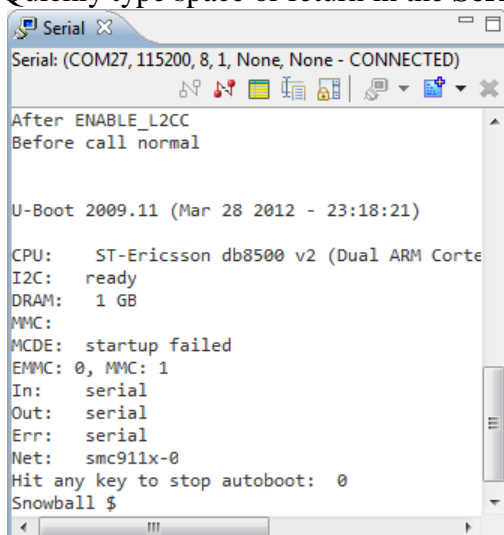 Quickly type space or return in the Seri
Serial
Serial: (COM27, 115200, 8, 1, None, None - CONNECTED)
After ENABLE_L2CC
Before call normal
U-Boot 2009.11 (Mar 28 2012 - 23:18:21)
CPU: ST-Ericsson db8500 v2 (Dual ARM Corte
I2C: ready
DRAM: 1 GB
MMC:
MCDE: startup failed
EMMC: 0, MMC: 1
In: serial
Out: serial
Err: serial
Net: smc911x-0
Hit any key to stop autoboot: 0
Snowball $